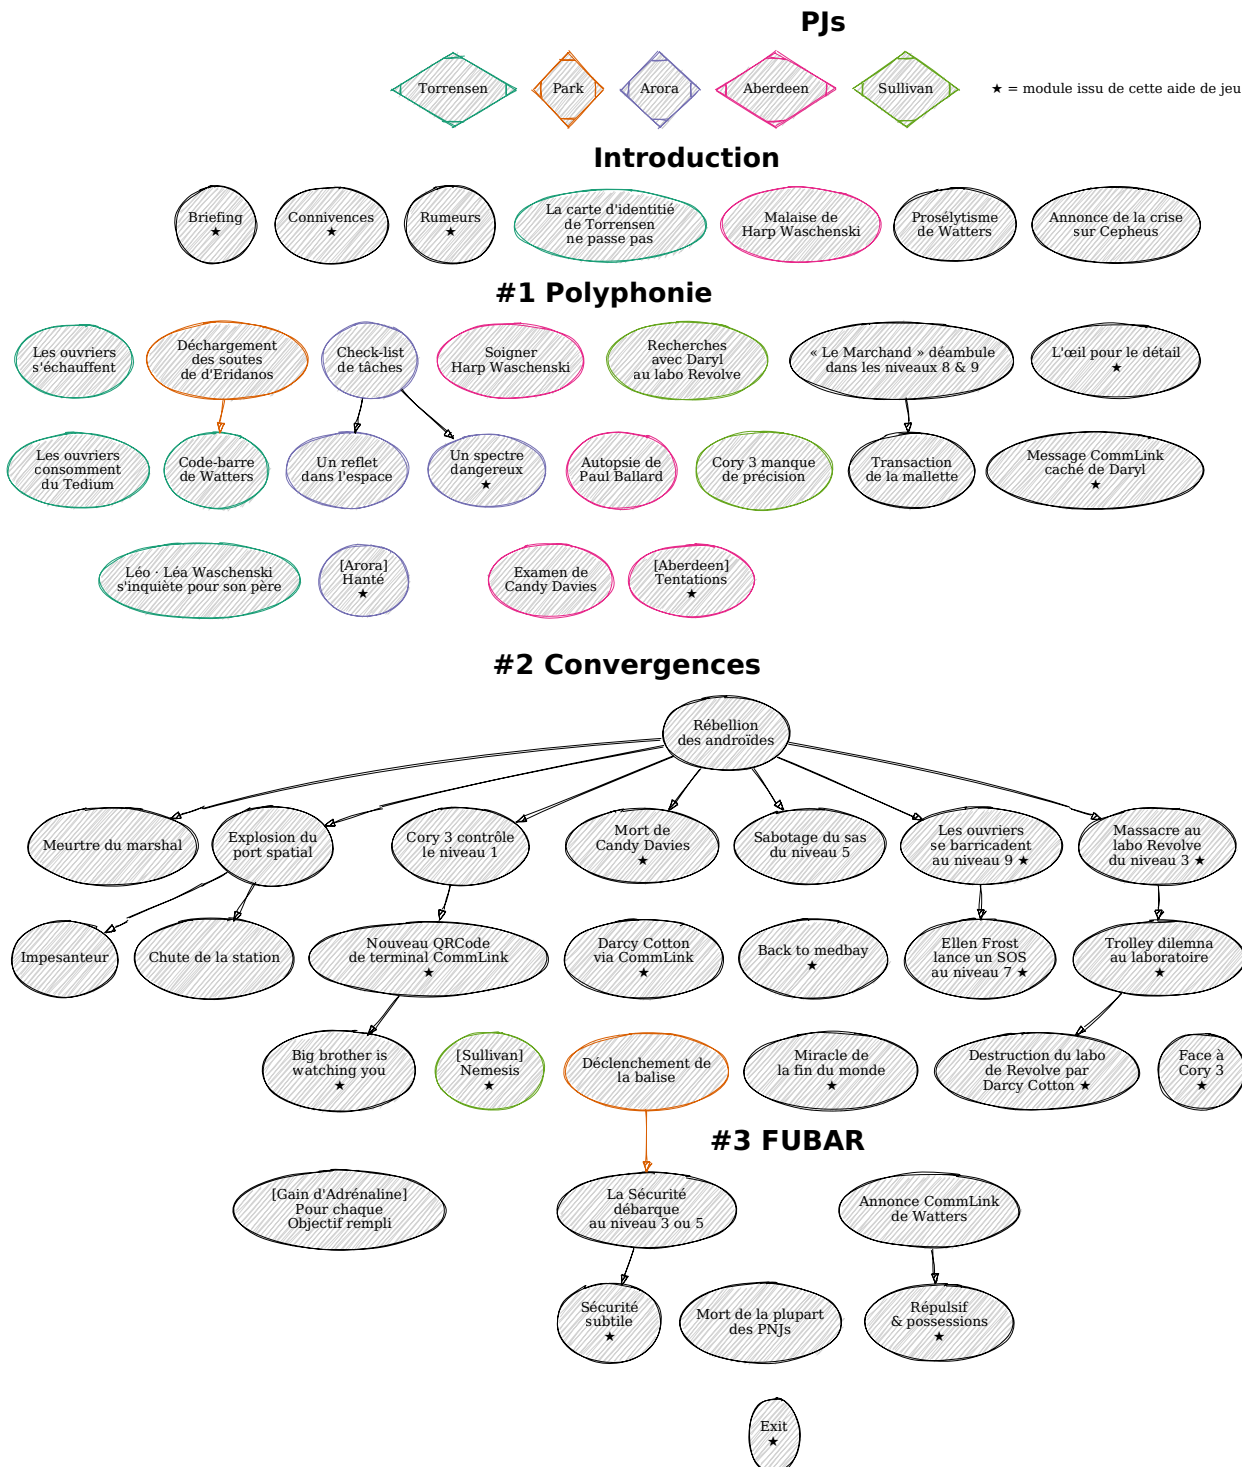 PJs
Torrensen
Park
Arora
Aberdeen
Sullivan
★ = module issu de cette aide de jeu
Introduction
Briefing
★
Connivences
★
Rumeurs
★
La carte d'identitié
de Torrensen
ne passe pas
Malaise de
Harp Waschenski
Prosélytisme
de Watters
Annonce de la crise
sur Cepheus
#1 Polyphonie
Les ouvriers
s'échauffent
Déchargement
des soutes
de d'Eridanos
Check-list
de tâches
Soigner
Harp Waschenski
Recherches
avec Daryl
au labo Revolve
« Le Marchand » déambule
dans les niveaux 8 & 9
L'œil pour le détail
★
Les ouvriers
consomment
du Tedium
Code-barre
de Watters
Un reflet
dans l'espace
Un spectre
dangereux
★
Autopsie de
Paul Ballard
Cory 3 manque
de précision
Transaction
de la mallette
Message CommLink
caché de Daryl
★
Léo · Léa Waschenski
s'inquiète pour son père
[Arora]
Hanté
★
Examen de
Candy Davies
[Aberdeen]
Tentations
★
#2 Convergences
Rébellion
des androïdes
Meurtre du marshal
Explosion du
port spatial
Cory 3 contrôle
le niveau 1
Mort de
Candy Davies
★
Sabotage du sas
du niveau 5
Les ouvriers
se barricadent
au niveau 9 ★
Massacre au
labo Revolve
du niveau 3 ★
Impesanteur
Chute de la station
Nouveau QRCode
de terminal CommLink
★
Darcy Cotton
via CommLink
★
Back to medbay
★
Ellen Frost
lance un SOS
au niveau 7 ★
Trolley dilemna
au laboratoire
★
Big brother is
watching you
★
[Sullivan]
Nemesis
★
Déclenchement de
la balise
Miracle de
la fin du monde
★
Destruction du labo
de Revolve par
Darcy Cotton ★
Face à
Cory 3
★
#3 FUBAR
[Gain d'Adrénaline]
Pour chaque
Objectif rempli
La Sécurité
débarque
au niveau 3 ou 5
Annonce CommLink
de Watters
Sécurité
subtile
★
Mort de la plupart
des PNJs
Répulsif
& possessions
★
Exit
★